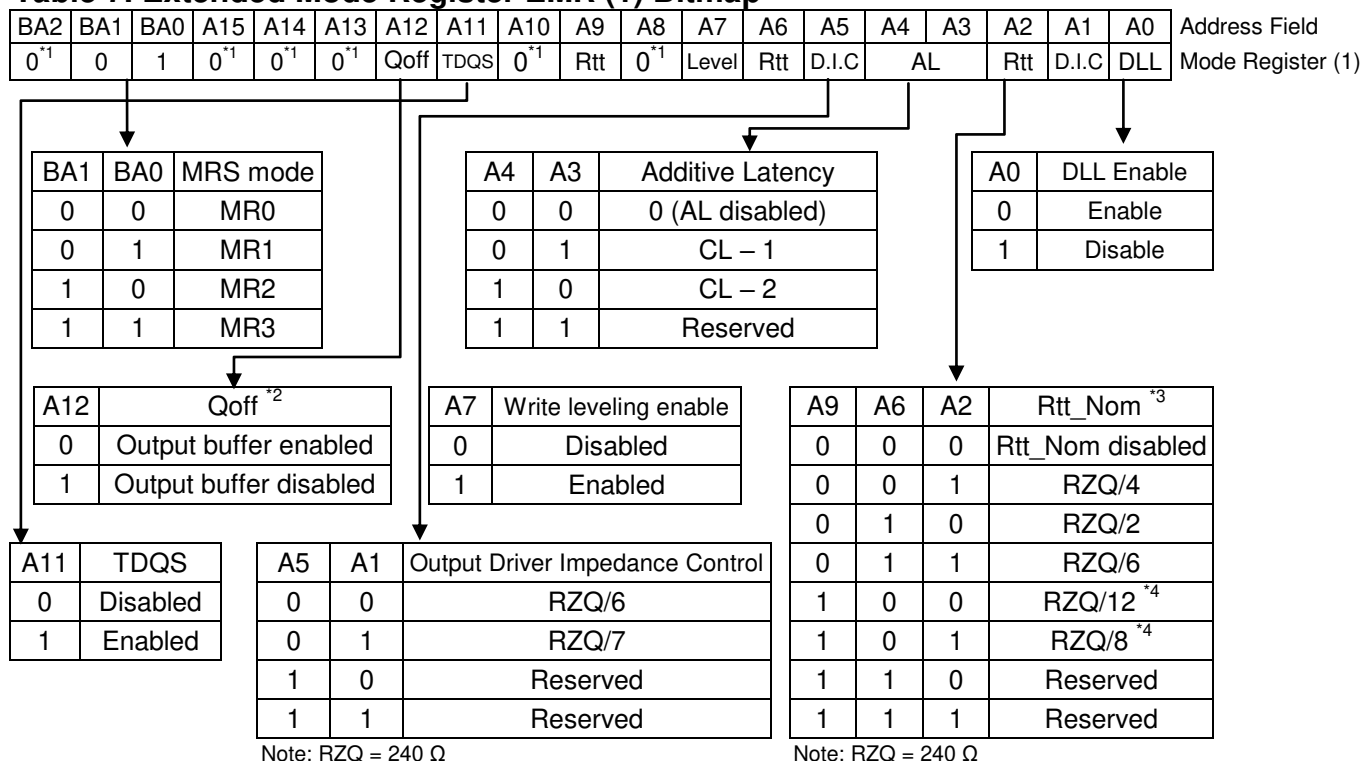 Table 7. Extended Mode Register EMR (1) Bitmap
BA2 BA1 BA0 A15 A14 A13 A12 A11 A10 A9 A8 A7 A6 A5 A4 A3 A2 A1 A0 Address Field
0*1 0 1 0*1 0*1 0*1 Qoff TDQS 0*1 Rtt 0*1 Level Rtt D.I.C AL Rtt D.I.C DLL Mode Register (1)
BA1 BA0 MRS mode
0 0 MR0
0 1 MR1
1 0 MR2
1 1 MR3
A4 A3 Additive Latency
0 0 0 (AL disabled)
0 1 CL – 1
1 0 CL – 2
1 1 Reserved
A0 DLL Enable
0 Enable
1 Disable
A12 Qoff *2
0 Output buffer enabled
1 Output buffer disabled
A7 Write leveling enable
0 Disabled
1 Enabled
A9 A6 A2 Rtt_Nom *3
0 0 0 Rtt_Nom disabled
0 0 1 RZQ/4
0 1 0 RZQ/2
0 1 1 RZQ/6
1 0 0 RZQ/12 *4
1 0 1 RZQ/8 *4
1 1 0 Reserved
1 1 1 Reserved
Note: RZQ = 240 Ω
A11 TDQS
0 Disabled
1 Enabled
A5 A1 Output Driver Impedance Control
0 0 RZQ/6
0 1 RZQ/7
1 0 Reserved
1 1 Reserved
Note: RZQ = 240 Ω